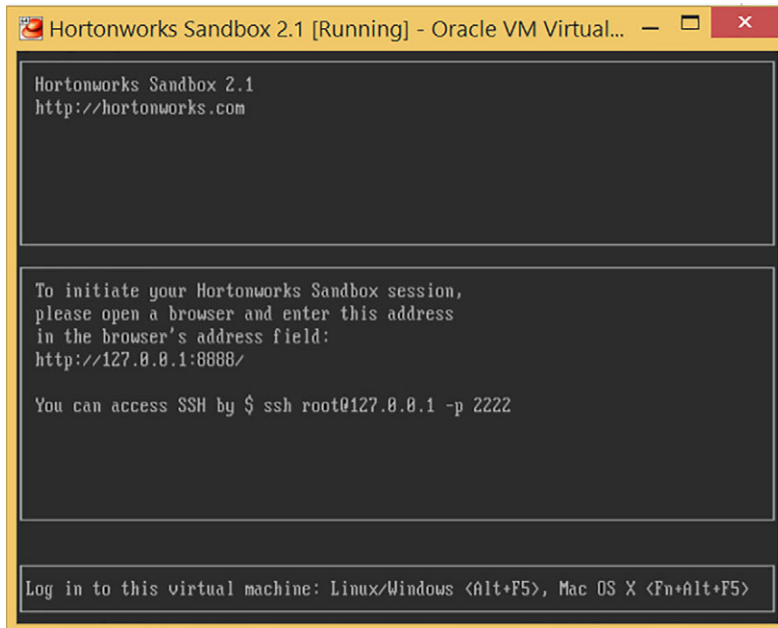 Hortonworks Sandbox 2.1 [Running] - Oracle VM Virtual...
Hortonworks Sandbox 2.1
http://hortonworks.com
To initiate your Hortonworks Sandbox session,
please open a browser and enter this address
in the browser's address field:
http://127.0.0.1:8888/
You can access SSH by $ ssh root@127.0.0.1 -p 2222
Log in to this virtual machine: Linux/Windows <Alt+F5>, Mac OS X <Fn+Alt+F5>